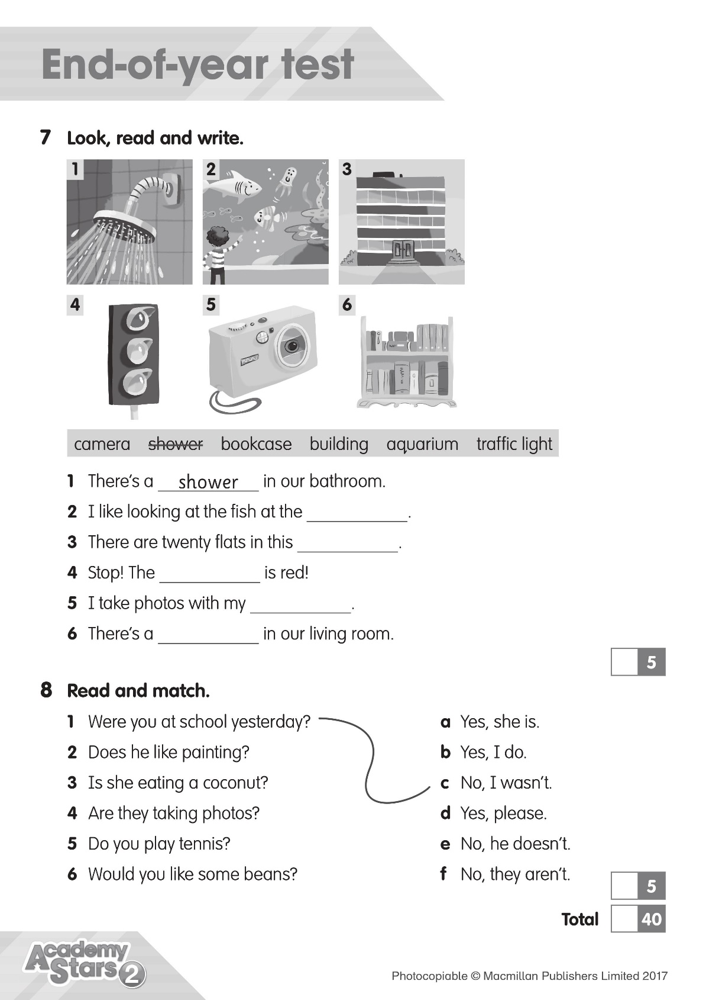 End-of-year test
7 Look, read and write.
1 2 3
4 5 6
camera shower bookcase building aquarium traffic light
1 There's a shower in our bathroom.
2 I like looking at the fish at the ____________.
3 There are twenty flats in this ____________.
4 Stop! The ____________ is red!
5 I take photos with my ____________.
6 There's a ____________ in our living room.
5
8 Read and match.
1 Were you at school yesterday? a Yes, she is.
2 Does he like painting? b Yes, I do.
3 Is she eating a coconut? c No, I wasn't.
4 Are they taking photos? d Yes, please.
5 Do you play tennis? e No, he doesn't.
6 Would you like some beans? f No, they aren't.
5
Total 40
Academy
Stars 2
Photocopiable © Macmillan Publishers Limited 2017